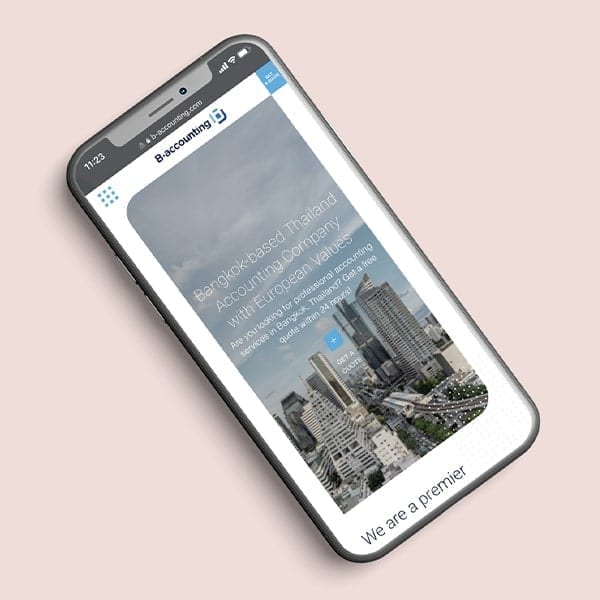 11:23
b-accounting.com
GET
A QUOTE
B-accounting
Bangkok-based Thailand
Accounting Company
with European Values
Are you looking for professional accounting
services in Bangkok, Thailand? Get a free
quote within 24 hours!
+
GET A
QUOTE
We are a premier